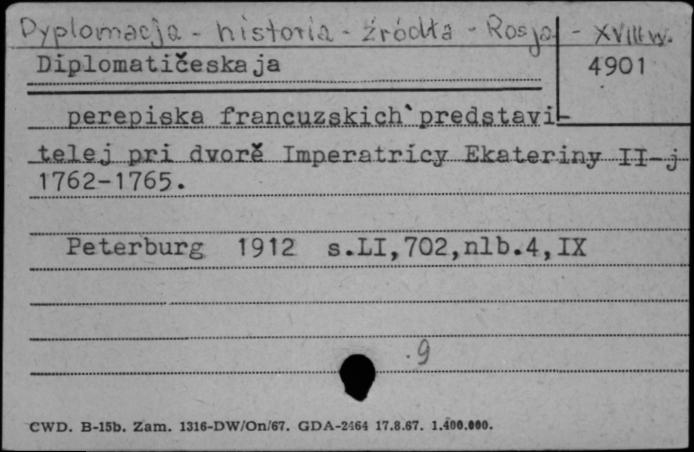 Dyplomacja - historia - źródła - Rosja - XVIII w.
Diplomatičeskaja 4901
perepiska francuzskich`predstavi-
telej pri dvorě Imperatricy Ekateriny II-j
1762-1765.
Peterburg 1912 s.LI,702,nlb.4,IX
.9
CWD. B-15b. Zam. 1316-DW/On/67. GDA-2464 17.8.67. 1.400.000.